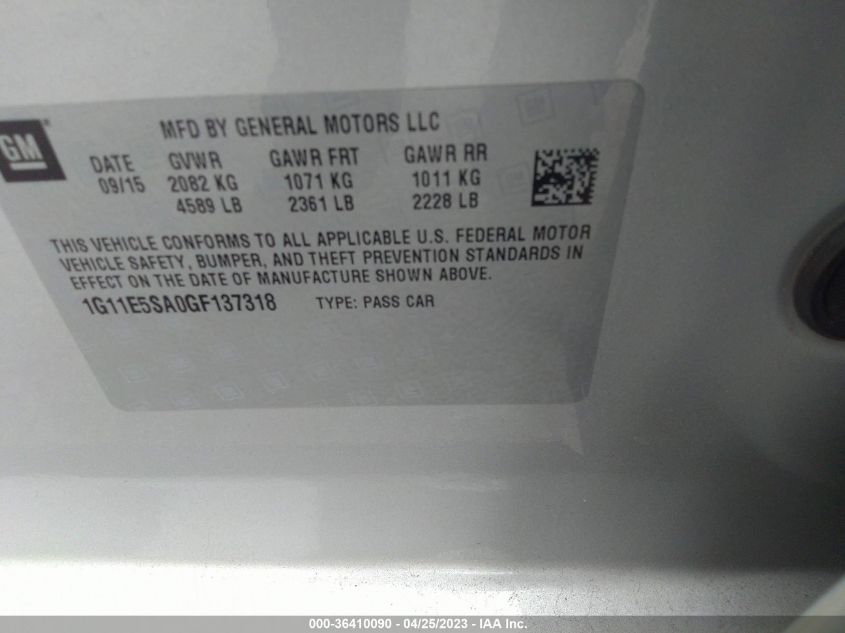 GM®
MFD BY GENERAL MOTORS LLC
DATE GVWR GAWR FRT GAWR RR
09/15 2082 KG 1071 KG 1011 KG
4589 LB 2361 LB 2228 LB
THIS VEHICLE CONFORMS TO ALL APPLICABLE U.S. FEDERAL MOTOR
VEHICLE SAFETY, BUMPER, AND THEFT PREVENTION STANDARDS IN
EFFECT ON THE DATE OF MANUFACTURE SHOWN ABOVE.
1G11E5SA0GF137318 TYPE: PASS CAR
000-36410090 - 04/25/2023 - IAA Inc.